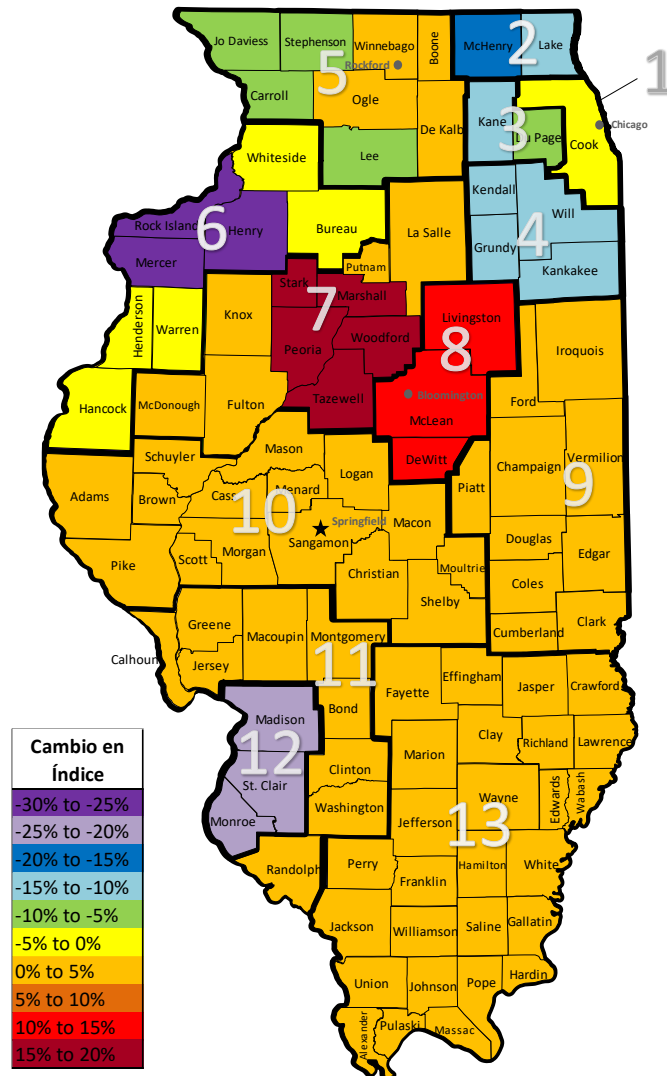 Jo Daviess
Stephenson
Winnebago
Boone
McHenry
Lake
2
5
Rockford
1
Carroll
Ogle
De Kalb
Kane
3
Du Page
Cook
Chicago
Whiteside
Lee
Kendall
Will
Rock Island
6
Henry
Bureau
La Salle
Grundy
4
Mercer
Putnam
Kankakee
Henderson
Warren
Knox
Stark
7
Marshall
Livingston
Peoria
Woodford
8
Iroquois
Hancock
McDonough
Fulton
Tazewell
Bloomington
McLean
Ford
DeWitt
Schuyler
Mason
Logan
Champaign
Vermilion
Adams
Brown
Cass
Menard
Piatt
9
10
Springfield
Macon
Pike
Scott
Morgan
Sangamon
Douglas
Edgar
Christian
Moultrie
Coles
Shelby
Greene
Macoupin
Montgomery
Cumberland
Clark
Calhoun
Jersey
11
Effingham
Fayette
Jasper
Crawford
Madison
Bond
12
Clay
Richland
Lawrence
Marion
St. Clair
Clinton
Washington
Wayne
Edwards
Wabash
Monroe
Jefferson
13
Randolph
Perry
Hamilton
White
Franklin
Jackson
Williamson
Saline
Gallatin
Union
Johnson
Pope
Hardin
Alexander
Pulaski
Massac
Cambio en
Índice
-30% to -25%
-25% to -20%
-20% to -15%
-15% to -10%
-10% to -5%
-5% to 0%
0% to 5%
5% to 10%
10% to 15%
15% to 20%